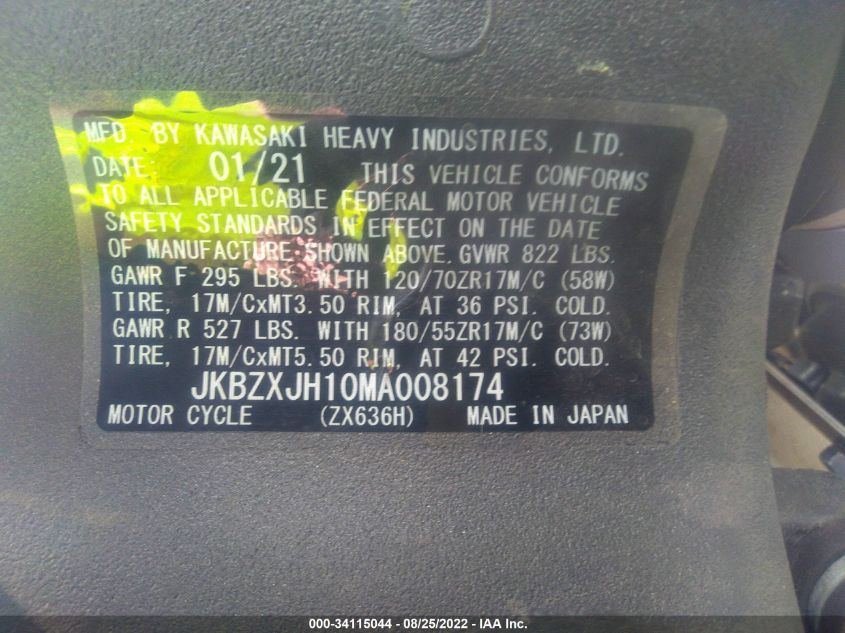 MFD. BY KAWASAKI HEAVY INDUSTRIES, LTD.
DATE: 01/21 THIS VEHICLE CONFORMS
TO ALL APPLICABLE FEDERAL MOTOR VEHICLE
SAFETY STANDARDS IN EFFECT ON THE DATE
OF MANUFACTURE SHOWN ABOVE. GVWR 822 LBS.
GAWR F 295 LBS. WITH 120/70ZR17M/C (58W)
TIRE, 17M/CxMT3.50 RIM, AT 36 PSI. COLD.
GAWR R 527 LBS. WITH 180/55ZR17M/C (73W)
TIRE, 17M/CxMT5.50 RIM, AT 42 PSI. COLD.
JKBZXJH10MA008174
MOTOR CYCLE (ZX636H) MADE IN JAPAN
000-34115044 - 08/25/2022 - IAA Inc.